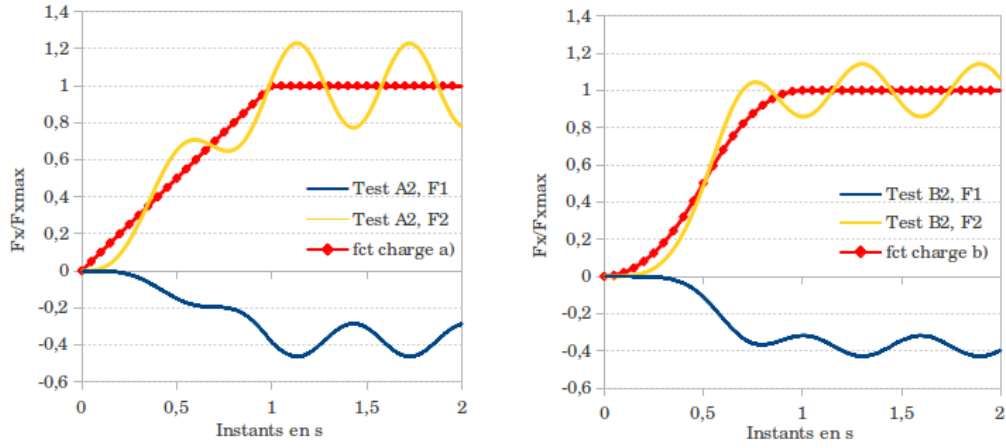 1,4
1,2
1
0,8
0,6
0,4
0,2
0
-0,2
-0,4
-0,6
Fx/Fxmax
Test A2, F1
Test A2, F2
fct charge a)
0 0,5 1 1,5 2
Instants en s
1,4
1,2
1
0,8
0,6
0,4
0,2
0
-0,2
-0,4
-0,6
Fx/Fxmax
Test B2, F1
Test B2, F2
fct charge b)
0 0,5 1 1,5 2
Instants en s